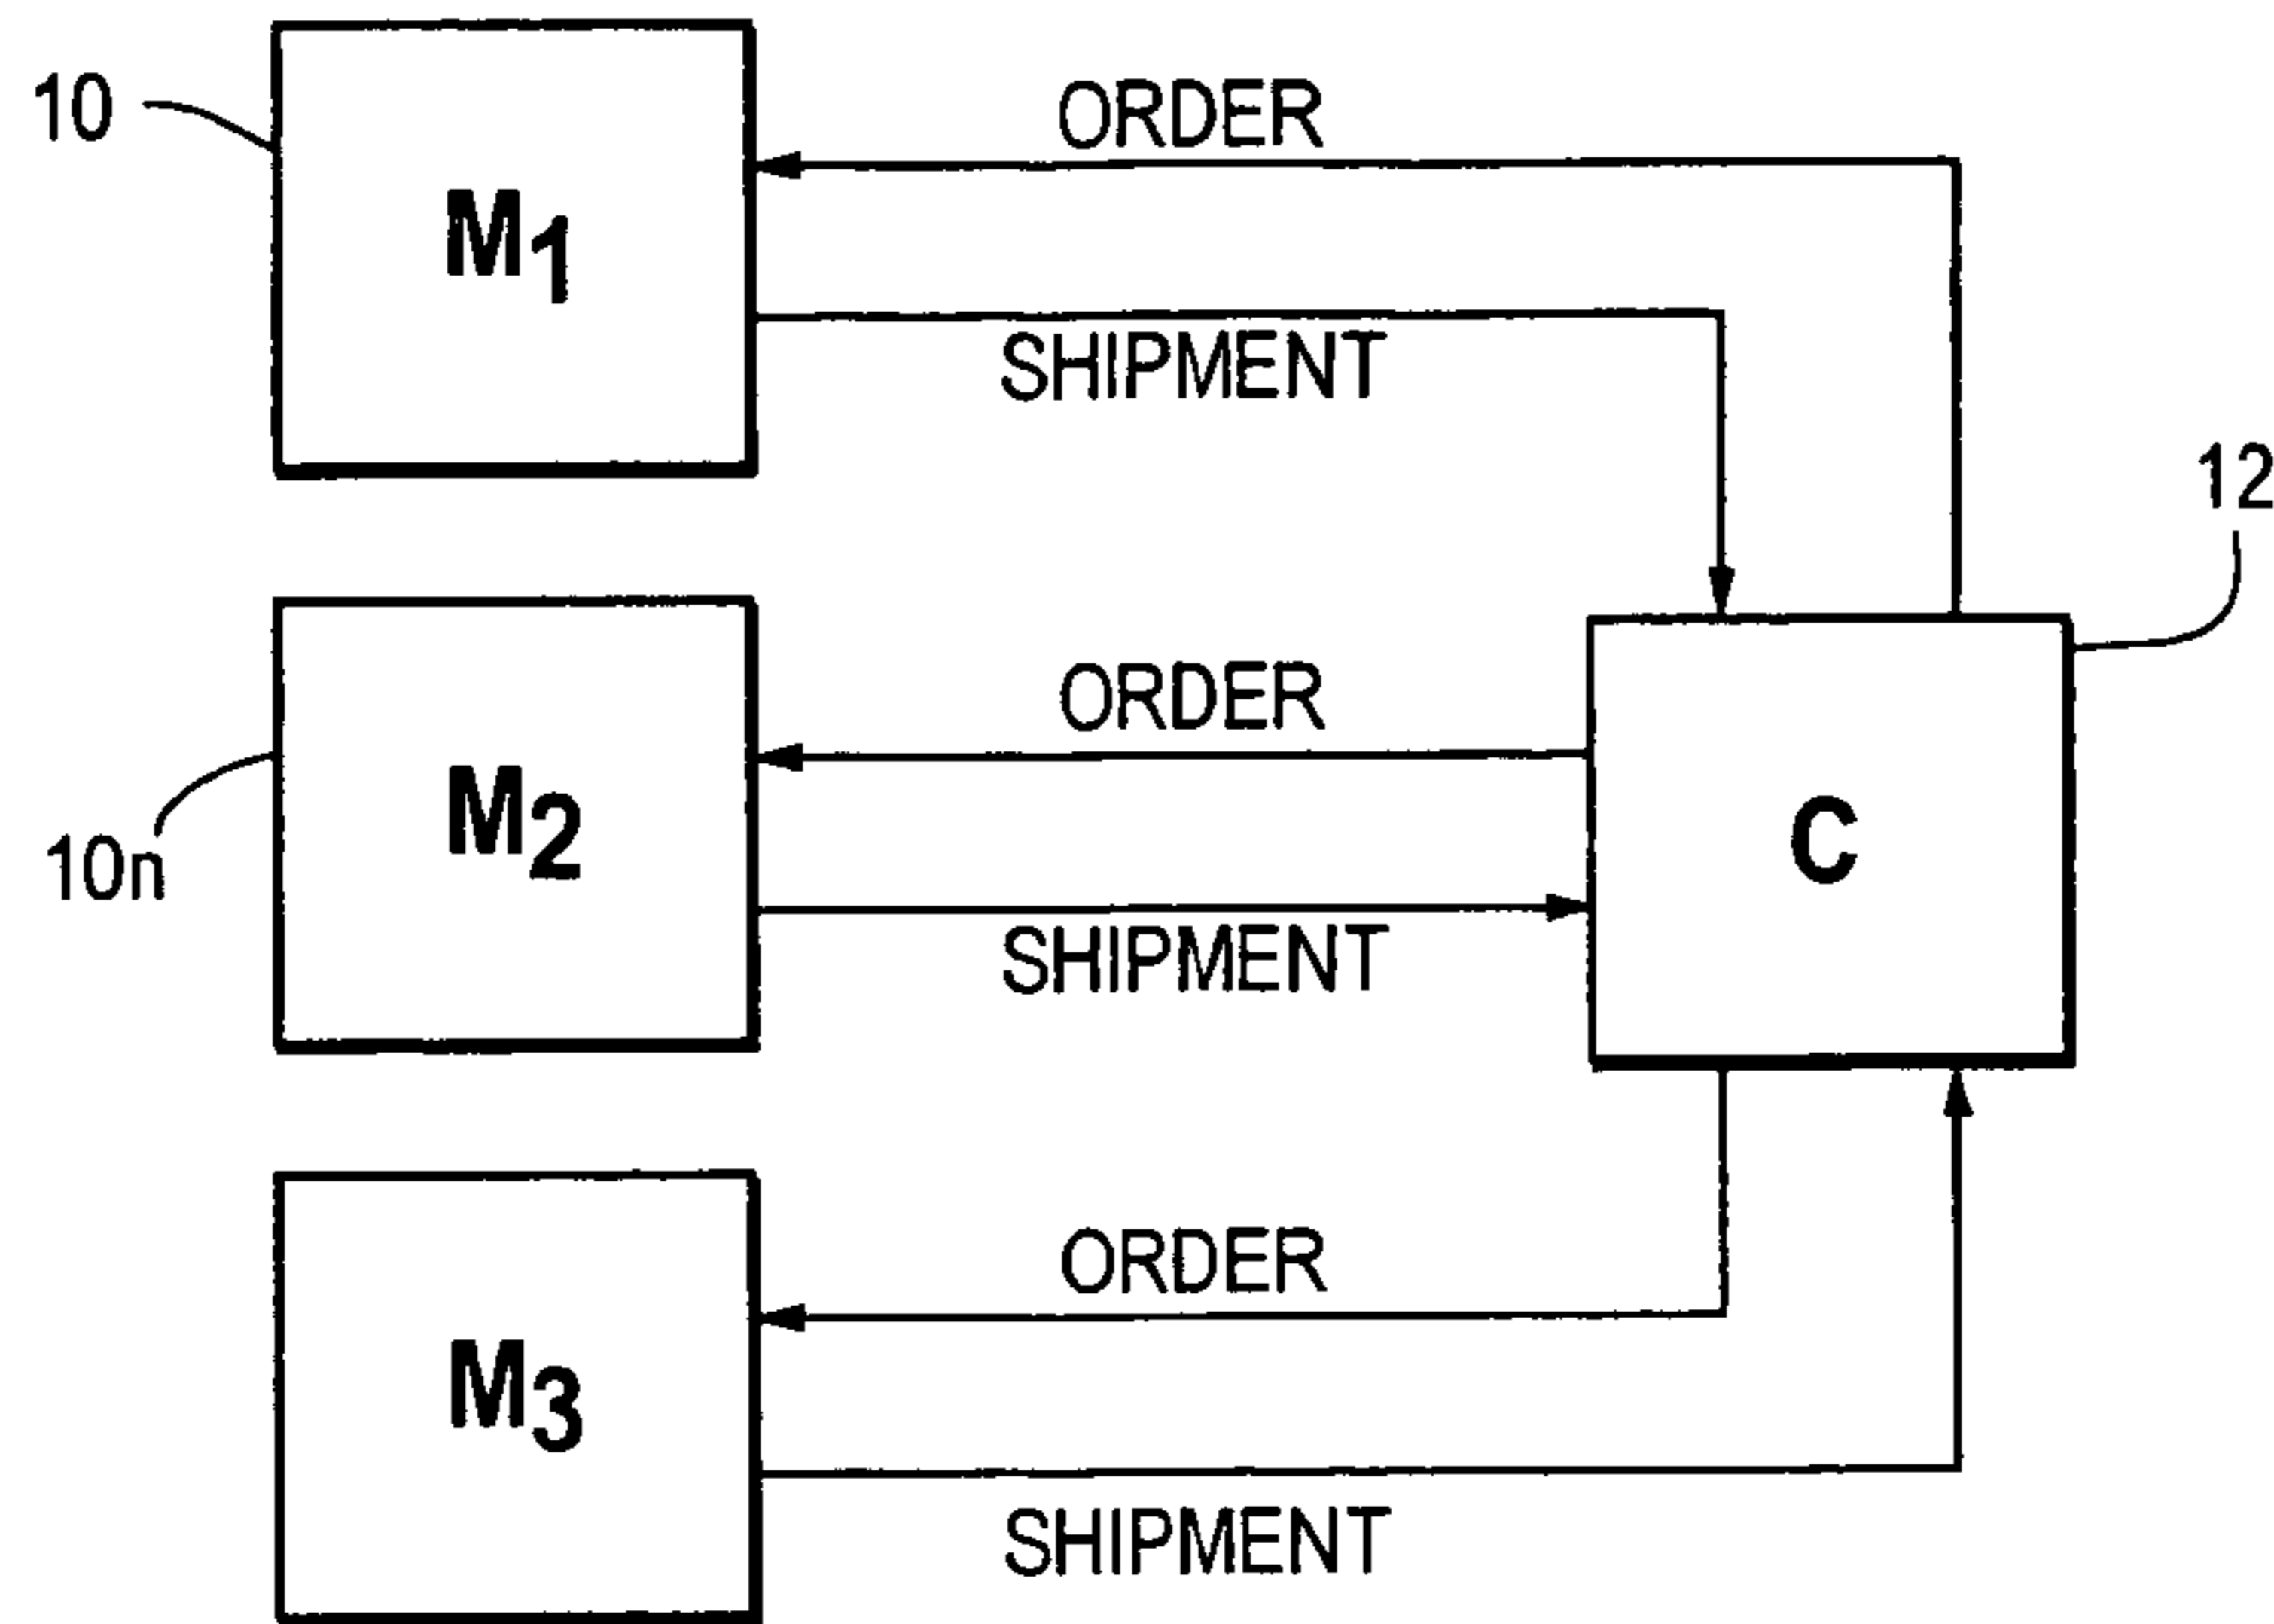 10
ORDER
M1
SHIPMENT
12
ORDER
M2
C
10n
SHIPMENT
ORDER
M3
SHIPMENT